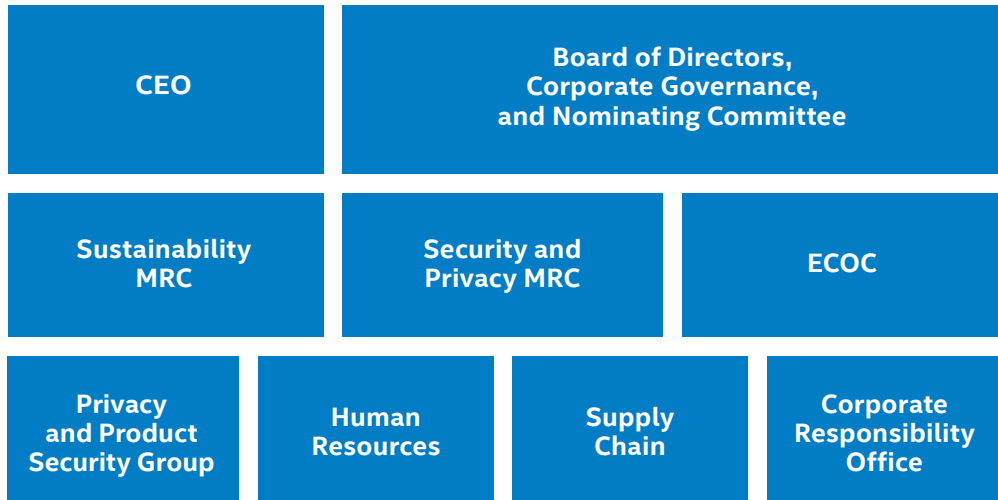 CEO
Board of Directors,
Corporate Governance,
and Nominating Committee
Sustainability
MRC
Security and
Privacy MRC
ECOC
Privacy
and Product
Security Group
Human
Resources
Supply
Chain
Corporate
Responsibility
Office